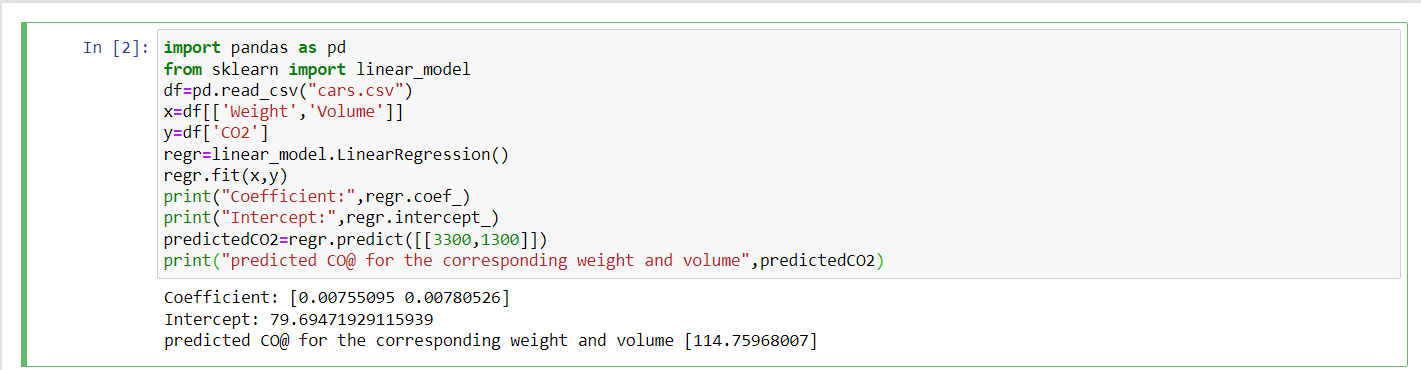 In [2]: import pandas as pd
from sklearn import linear_model
df=pd.read_csv("cars.csv")
x=df[['Weight','Volume']]
y=df['CO2']
regr=linear_model.LinearRegression()
regr.fit(x,y)
print("Coefficient:",regr.coef_)
print("Intercept:",regr.intercept_)
predictedCO2=regr.predict([[3300,1300]])
print("predicted CO@ for the corresponding weight and volume",predictedCO2)
Coefficient: [0.00755095 0.00780526]
Intercept: 79.69471929115939
predicted CO@ for the corresponding weight and volume [114.75968007]